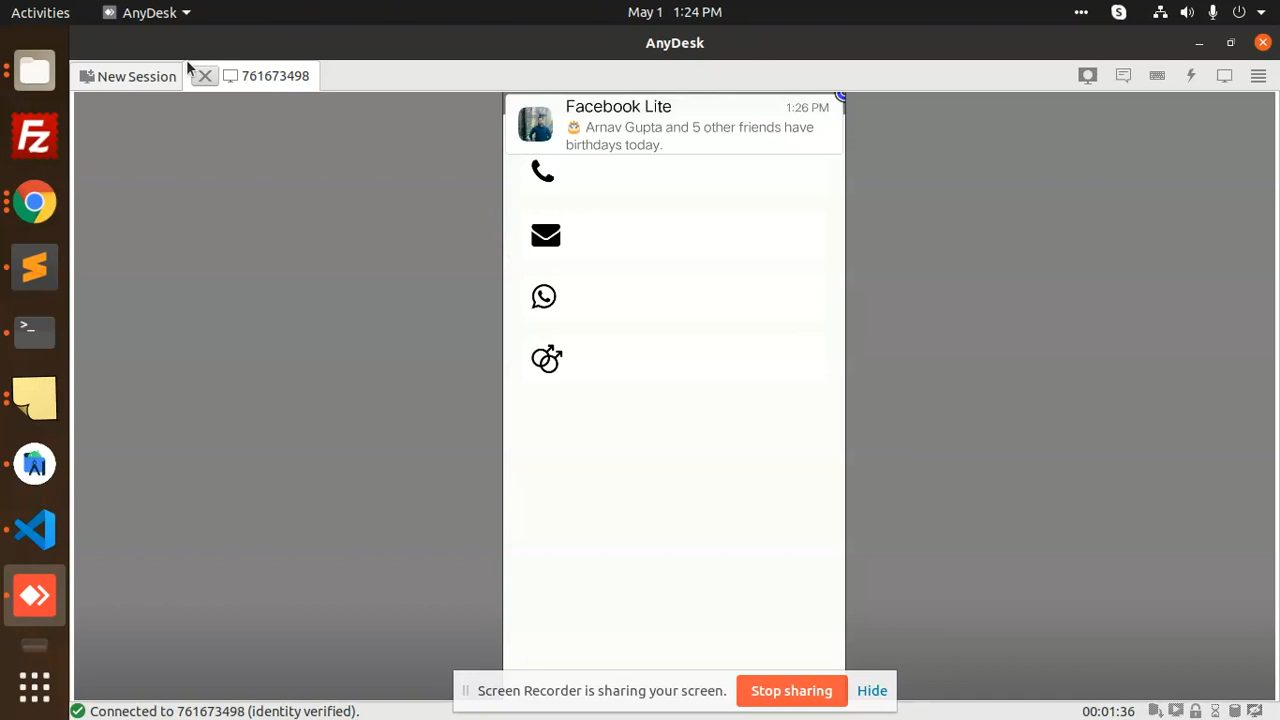 Activities
AnyDesk
May 1 1:24 PM
AnyDesk
New Session
761673498
Facebook Lite
1:26 PM
🎂 Arnav Gupta and 5 other friends have
birthdays today.
Screen Recorder is sharing your screen.
Stop sharing
Hide
Connected to 761673498 (identity verified).
00:01:36